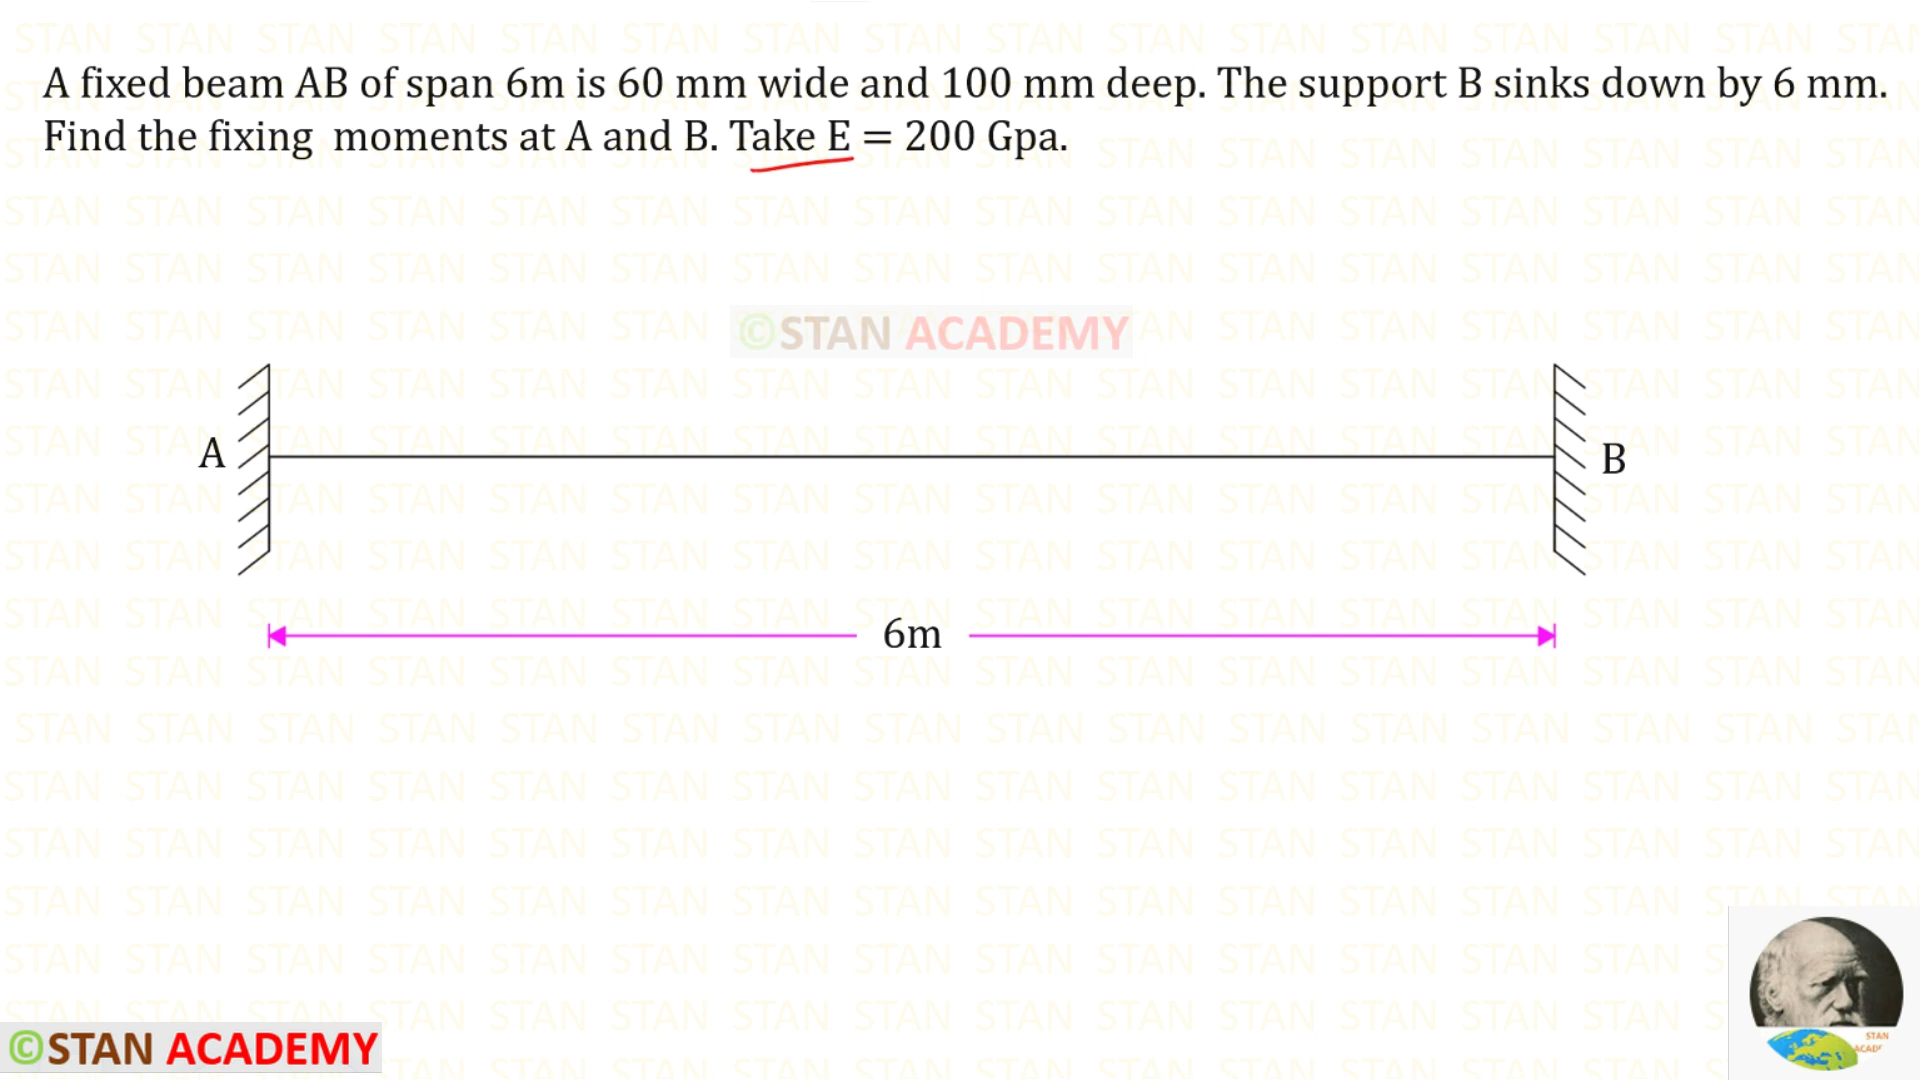 A fixed beam AB of span 6m is 60 mm wide and 100 mm deep. The support B sinks down by 6 mm.
Find the fixing moments at A and B. Take E = 200 Gpa.
©STAN ACADEMY
A
B
6m
©STAN ACADEMY
STAN